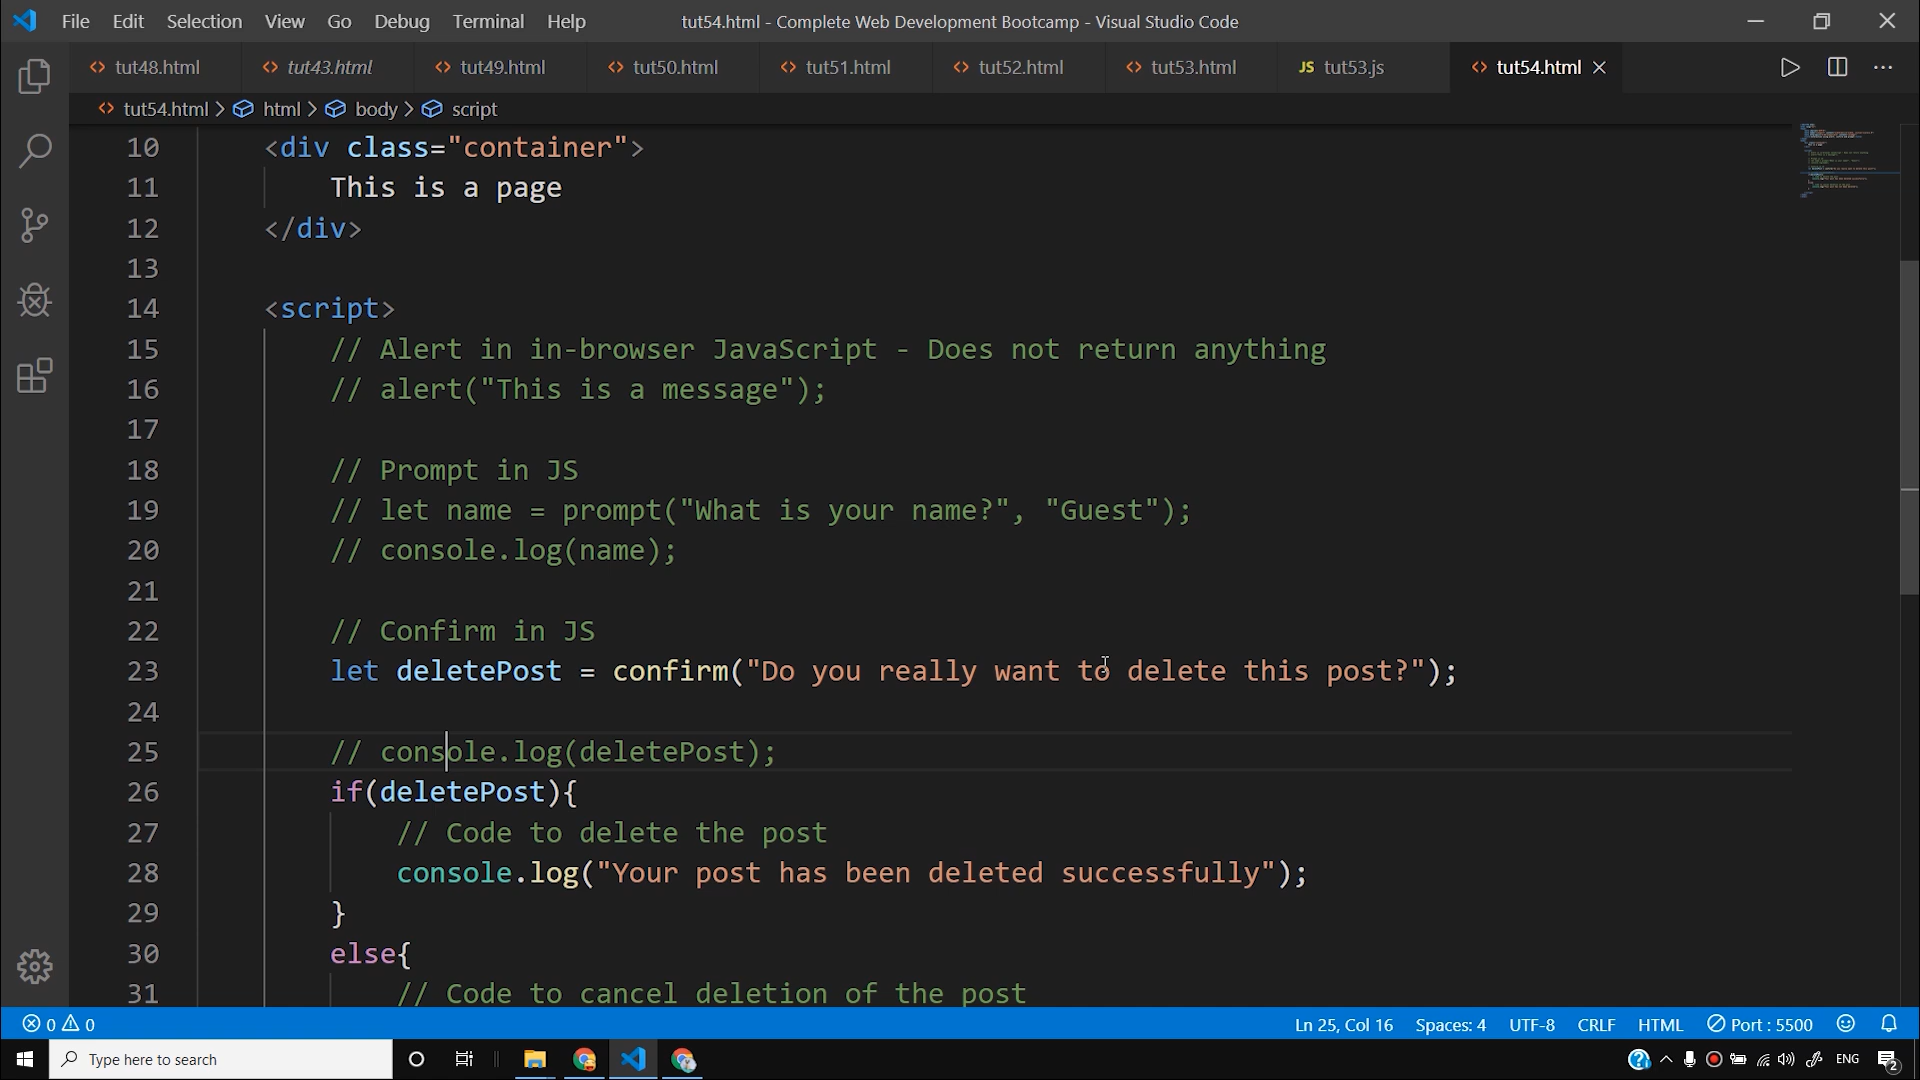 File Edit Selection View Go Debug Terminal Help tut54.html - Complete Web Development Bootcamp - Visual Studio Code
tut48.html tut43.html tut49.html tut50.html tut51.html tut52.html tut53.html JS tut53.js tut54.html
tut54.html > html > body > script
10 <div class="container">
11 This is a page
12 </div>
13
14 <script>
15 // Alert in in-browser JavaScript - Does not return anything
16 // alert("This is a message");
17
18 // Prompt in JS
19 // let name = prompt("What is your name?", "Guest");
20 // console.log(name);
21
22 // Confirm in JS
23 let deletePost = confirm("Do you really want to delete this post?");
24
25 // console.log(deletePost);
26 if(deletePost){
27 // Code to delete the post
28 console.log("Your post has been deleted successfully");
29 }
30 else{
31 // Code to cancel deletion of the post
0 0 Ln 25, Col 16 Spaces: 4 UTF-8 CRLF HTML Port : 5500
Type here to search ENG 2